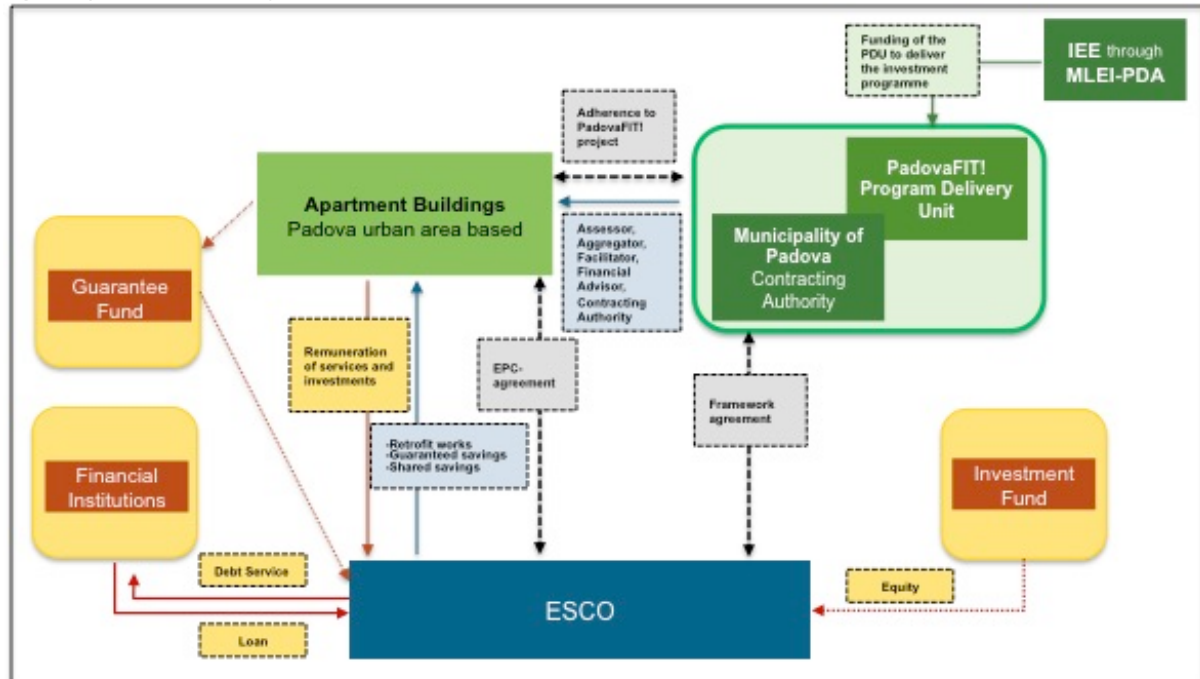 Funding of the
PDU to deliver
the investment
programme
IEE through
MLEI-PDA
Adherence to
PadovaFIT!
project
PadovaFIT!
Program Delivery
Unit
Apartment Buildings
Padova urban area based
Assessor,
Aggregator,
Facilitator,
Financial
Advisor,
Contracting
Authority
Municipality of
Padova
Contracting
Authority
Guarantee
Fund
Remuneration
of services and
investments
EPC-
agreement
Framework
agreement
-Retrofit works
-Guaranteed savings
-Shared savings
Financial
Institutions
Investment
Fund
Debt Service
Equity
ESCO
Loan